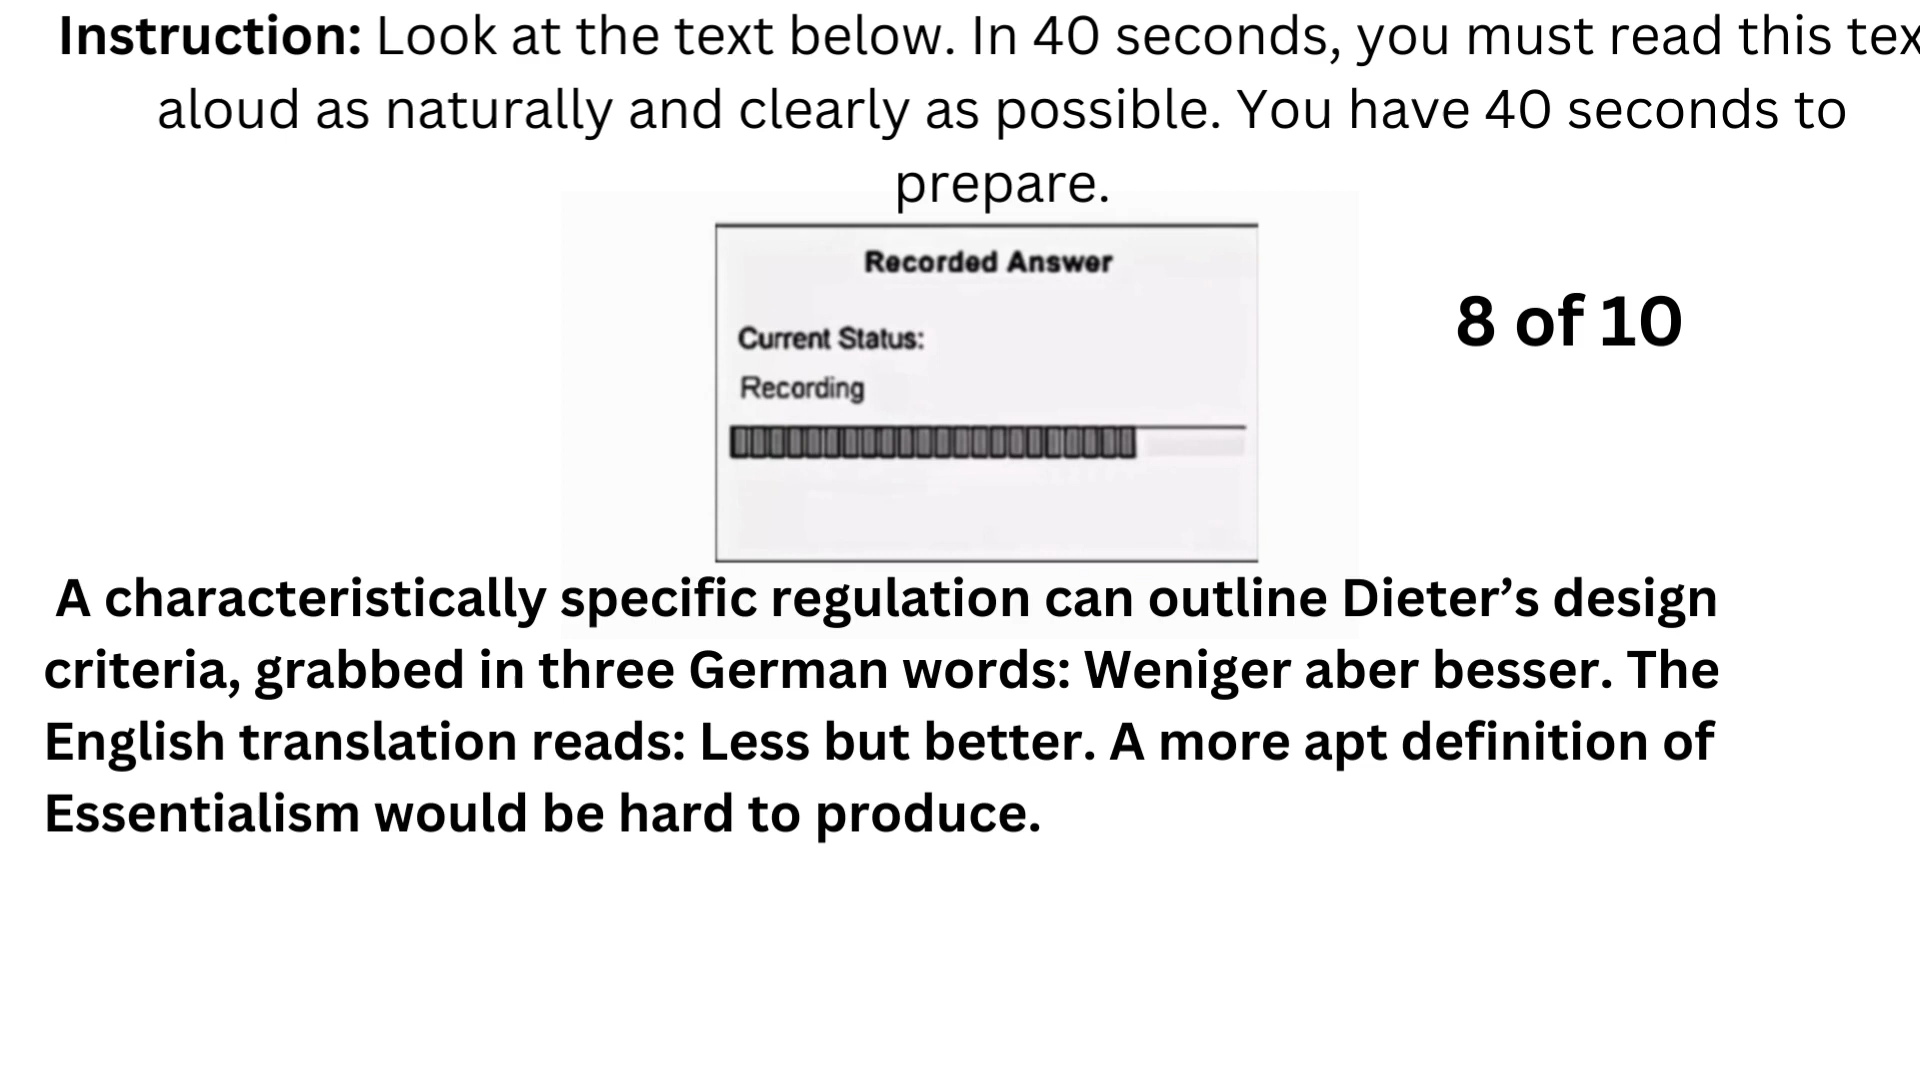 Instruction: Look at the text below. In 40 seconds, you must read this tex
aloud as naturally and clearly as possible. You have 40 seconds to
prepare.
Recorded Answer
Current Status:
Recording
8 of 10
A characteristically specific regulation can outline Dieter’s design
criteria, grabbed in three German words: Weniger aber besser. The
English translation reads: Less but better. A more apt definition of
Essentialism would be hard to produce.